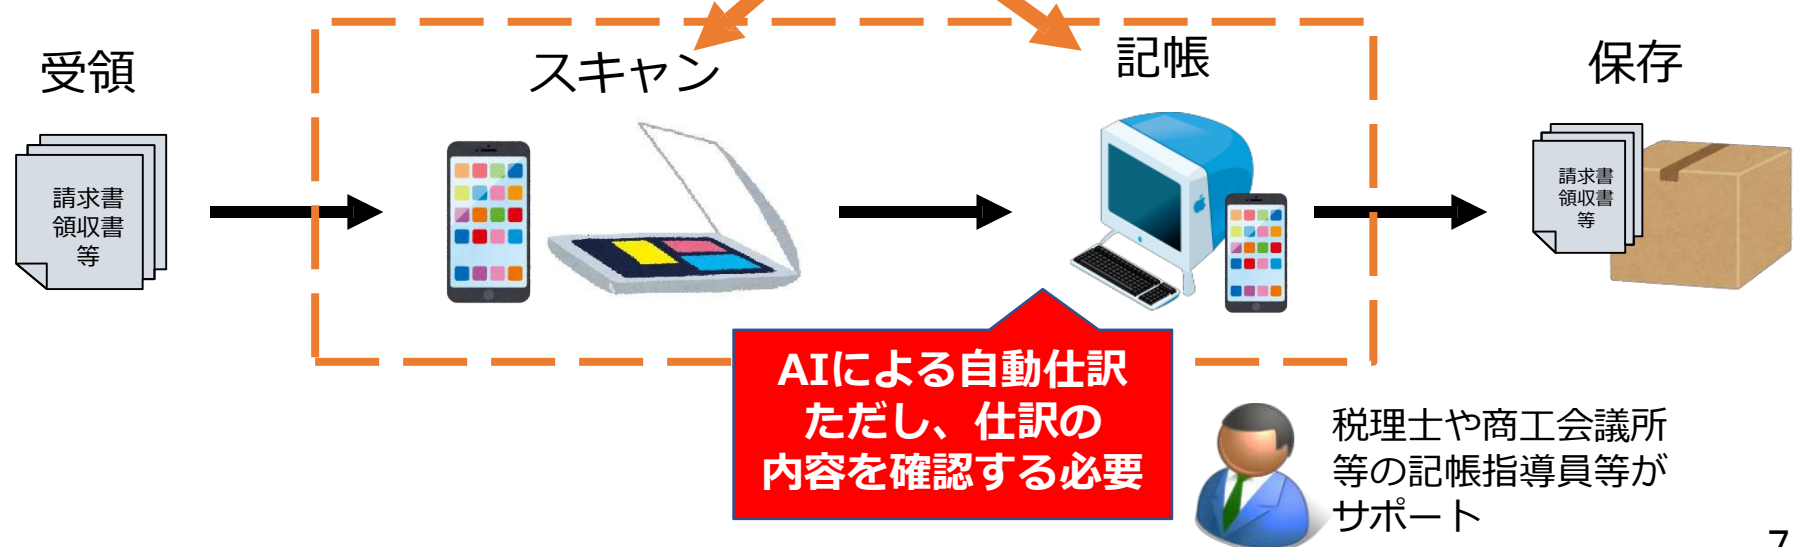 受領
スキャン
記帳
保存
請求書
領収書
等
請求書
領収書
等
AIによる自動仕訳
ただし、仕訳の
内容を確認する必要
税理士や商工会議所
等の記帳指導員等が
サポート
7